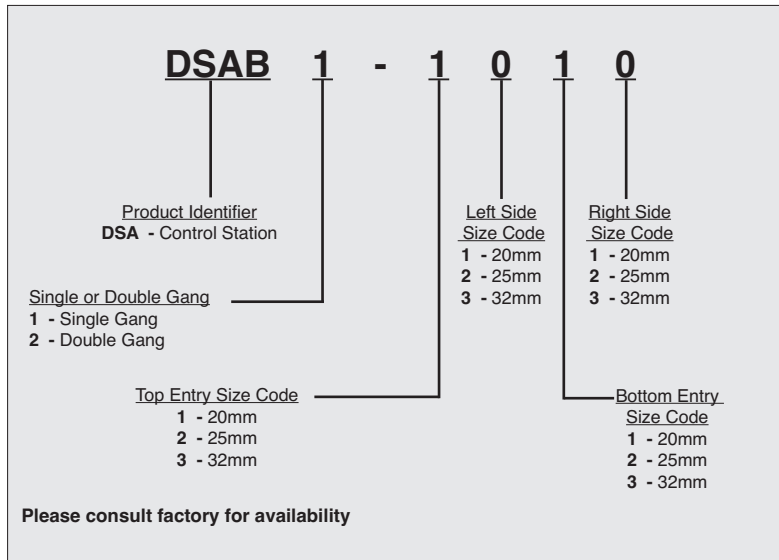 DSAB 1 - 1 0 1 0
Product Identifier
DSA - Control Station
Left Side
Size Code
1 - 20mm
2 - 25mm
3 - 32mm
Right Side
Size Code
1 - 20mm
2 - 25mm
3 - 32mm
Single or Double Gang
1 - Single Gang
2 - Double Gang
Top Entry Size Code
1 - 20mm
2 - 25mm
3 - 32mm
Bottom Entry
Size Code
1 - 20mm
2 - 25mm
3 - 32mm
Please consult factory for availability